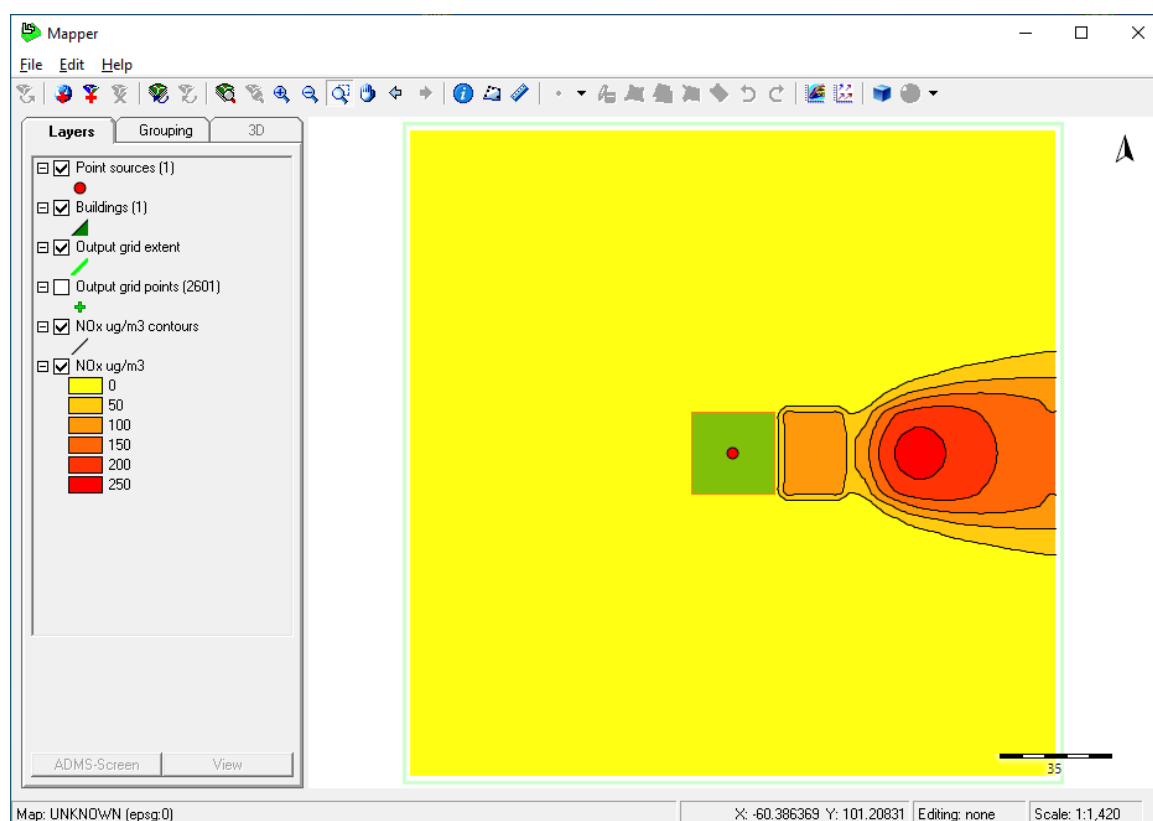 Mapper
File Edit Help
Layers Grouping 3D
Point sources (1)
Buildings (1)
Output grid extent
Output grid points (2601)
NOx ug/m3 contours
NOx ug/m3
0
50
100
150
200
250
ADMS-Screen View
35
Map: UNKNOWN (epsg:0) X: -60.386369 Y: 101.20831 Editing: none Scale: 1:1,420